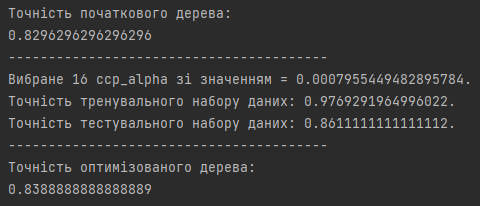 Точність початкового дерева:
0.8296296296296296
----------------------------------------
Вибране 16 ccp_alpha зі значенням = 0.0007955449482895784.
Точність тренувального набору даних: 0.9769291964996022.
Точність тестувального набору даних: 0.8611111111111112.
----------------------------------------
Точність оптимізованого дерева:
0.8388888888888889